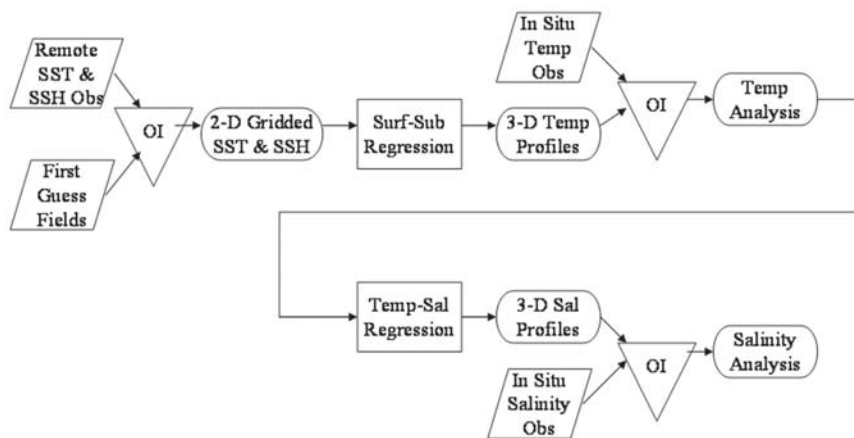 Remote
SST &
SSH Obs
OI
First
Guess
Fields
2-D Gridded
SST & SSH
Surf-Sub
Regression
3-D Temp
Profiles
In Situ
Temp
Obs
OI
Temp
Analysis
Temp-Sal
Regression
3-D Sal
Profiles
In Situ
Salinity
Obs
OI
Salinity
Analysis